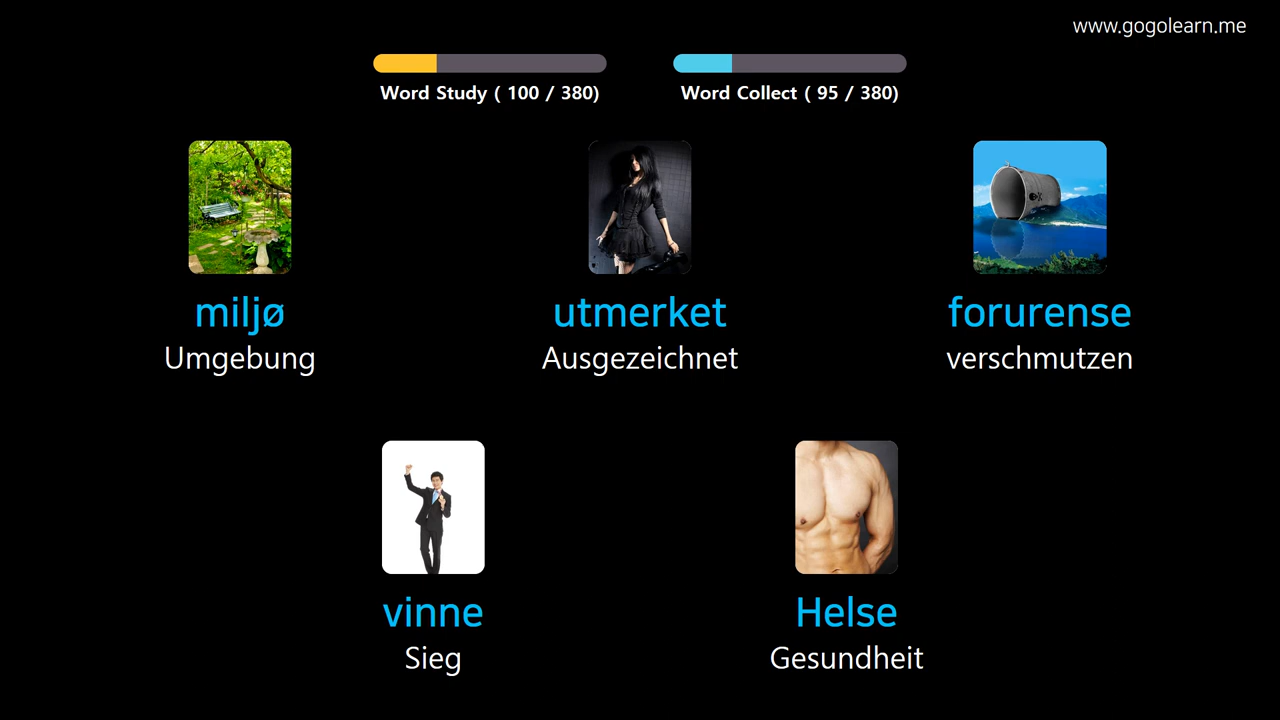 www.gogolearn.me
Word Study ( 100 / 380)
Word Collect ( 95 / 380)
miljø
Umgebung
utmerket
Ausgezeichnet
forurense
verschmutzen
vinne
Sieg
Helse
Gesundheit